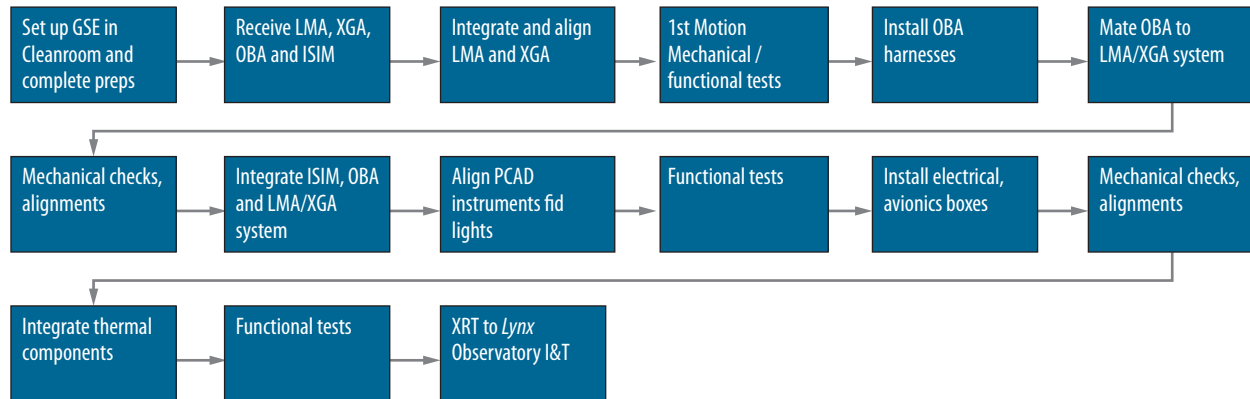 Set up GSE in
Cleanroom and
complete preps
Receive LMA, XGA,
OBA and ISIM
Integrate and align
LMA and XGA
1st Motion
Mechanical /
functional tests
Install OBA
harnesses
Mate OBA to
LMA/XGA system
Mechanical checks,
alignments
Integrate ISIM, OBA
and LMA/XGA
system
Align PCAD
instruments fid
lights
Functional tests
Install electrical,
avionics boxes
Mechanical checks,
alignments
Integrate thermal
components
Functional tests
XRT to Lynx
Observatory I&T